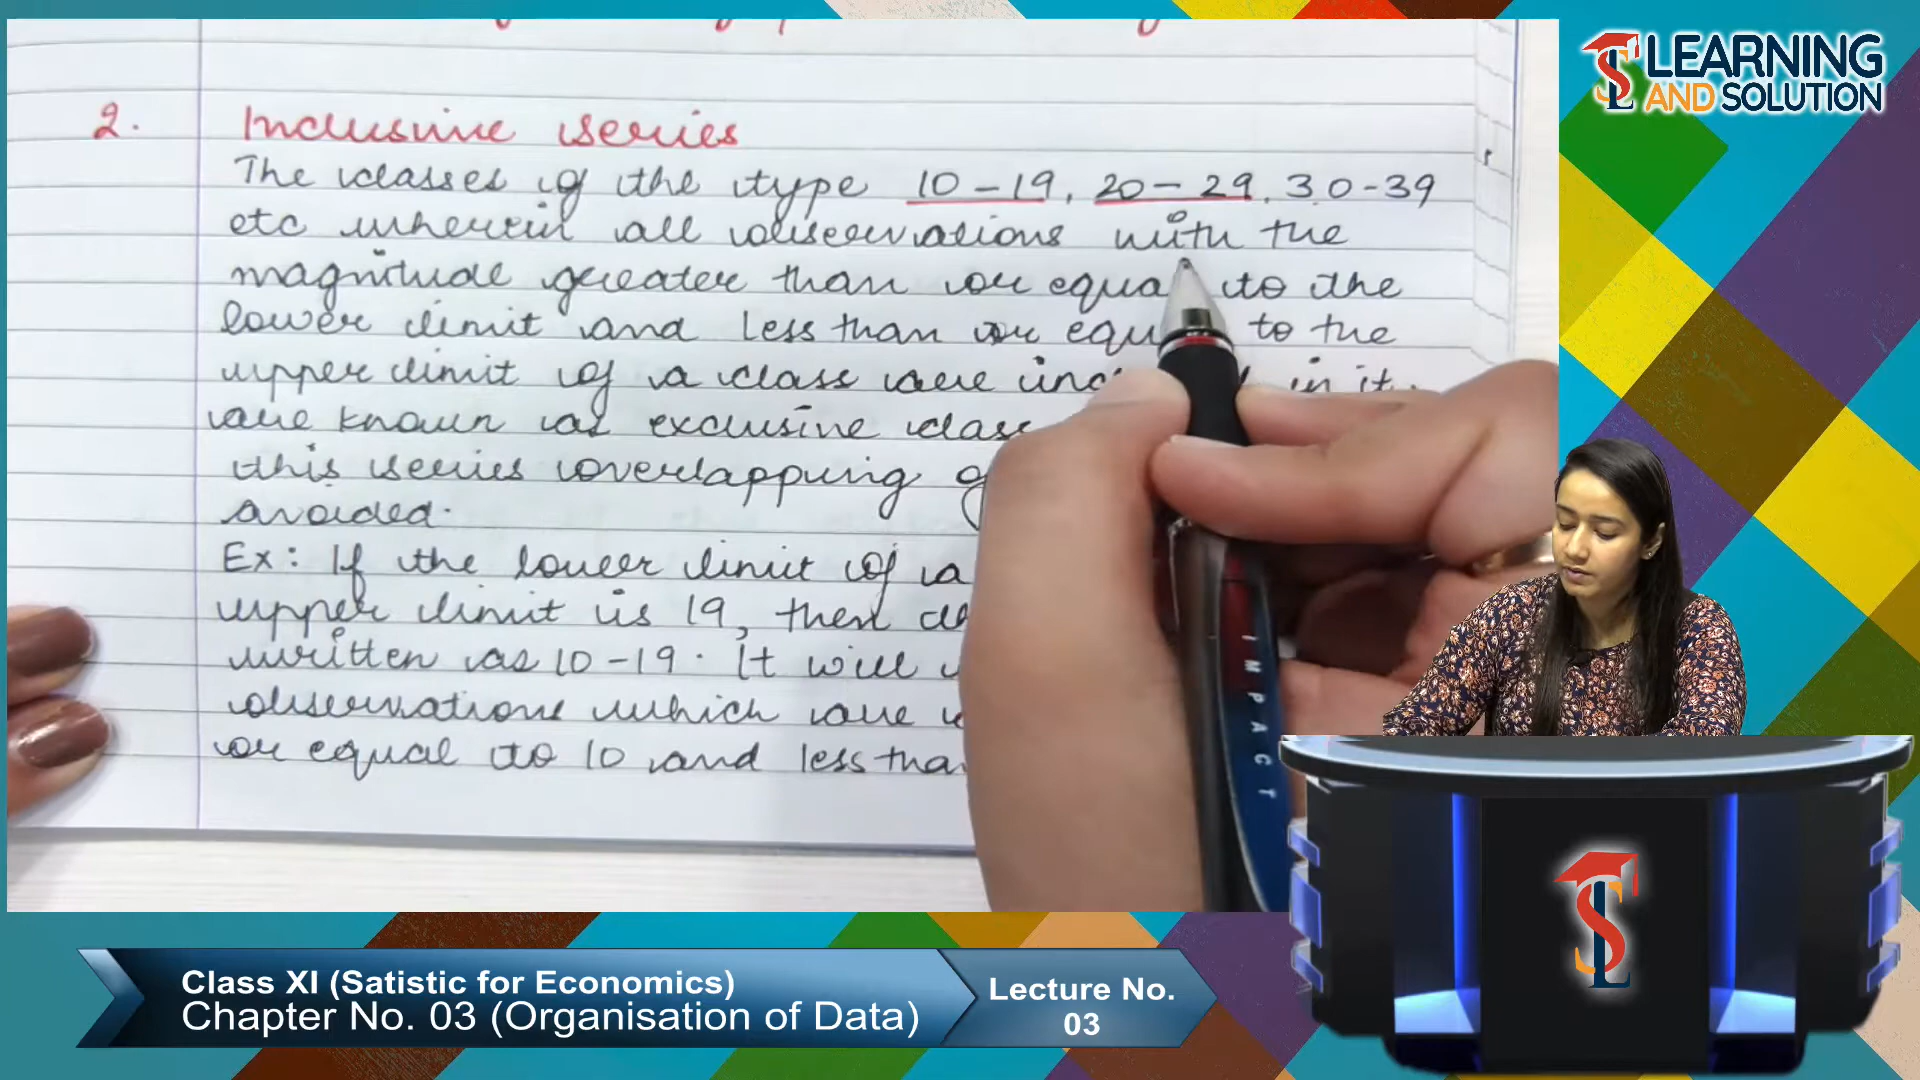 LEARNING
AND SOLUTION
2. Inclusive series
The classes of the type 10-19, 20-29, 30-39
etc wherein all observations with the
magnitude greater than or equal to the
lower limit and less than or equal to the
upper limit of a class are in it.
are known as exclusive class
this series overlapping
avoided.
Ex: If the lower limit of a
upper limit is 19, then
written as 10-19. It will
observations which are
or equal to 10 and less than
IMPACT
Class XI (Satistic for Economics)
Chapter No. 03 (Organisation of Data)
Lecture No.
03